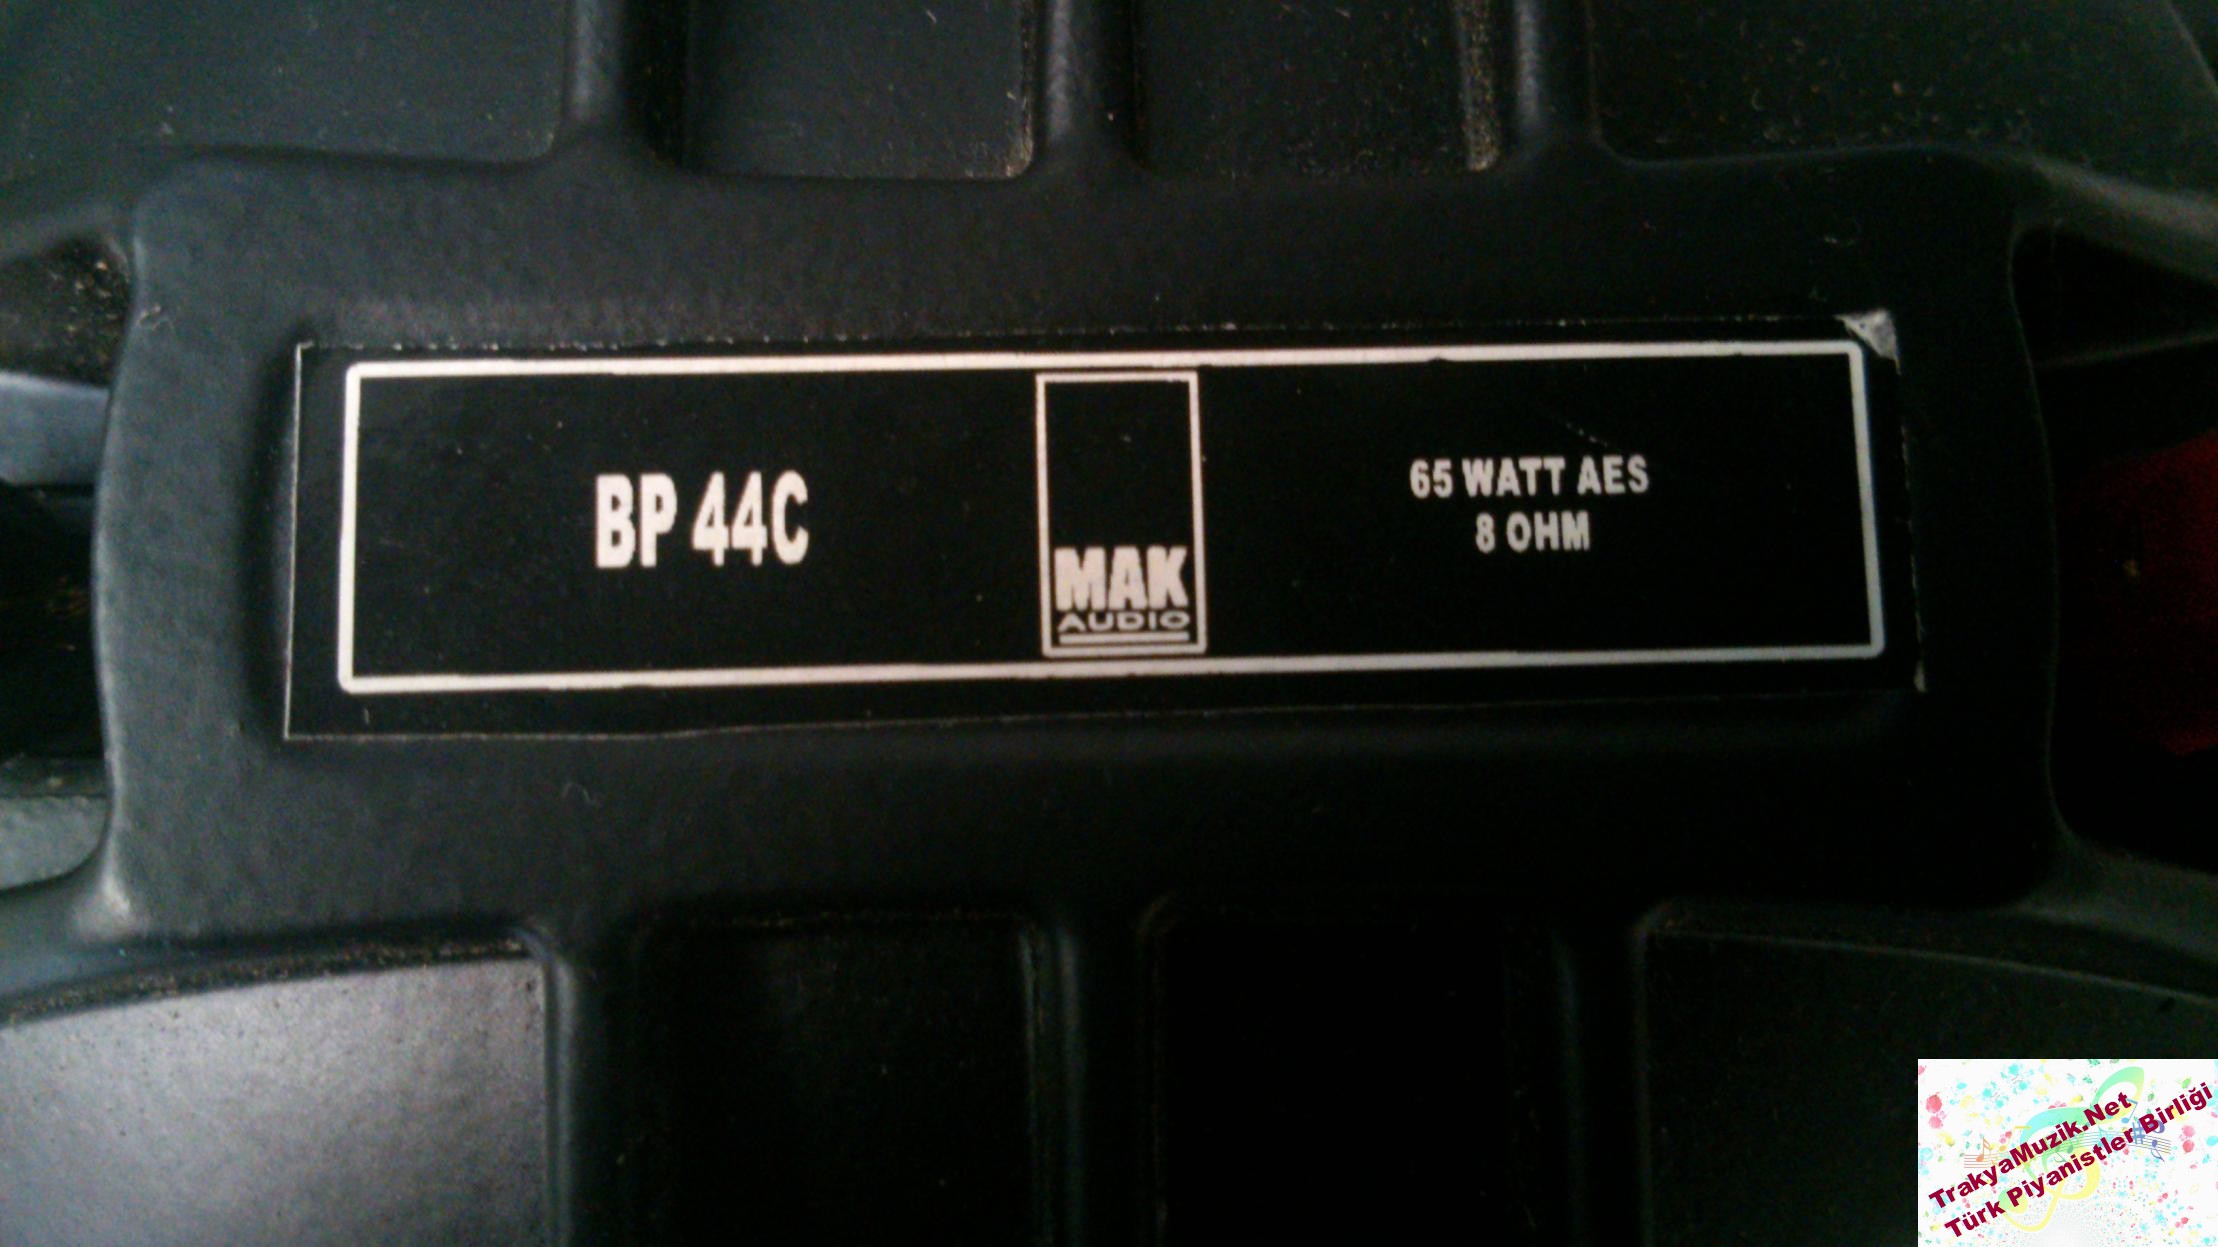 BP 44C
MAK
AUDIO
65 WATT AES
8 OHM
TrakyaMuzik.Net
Türk Piyanistler Birliği